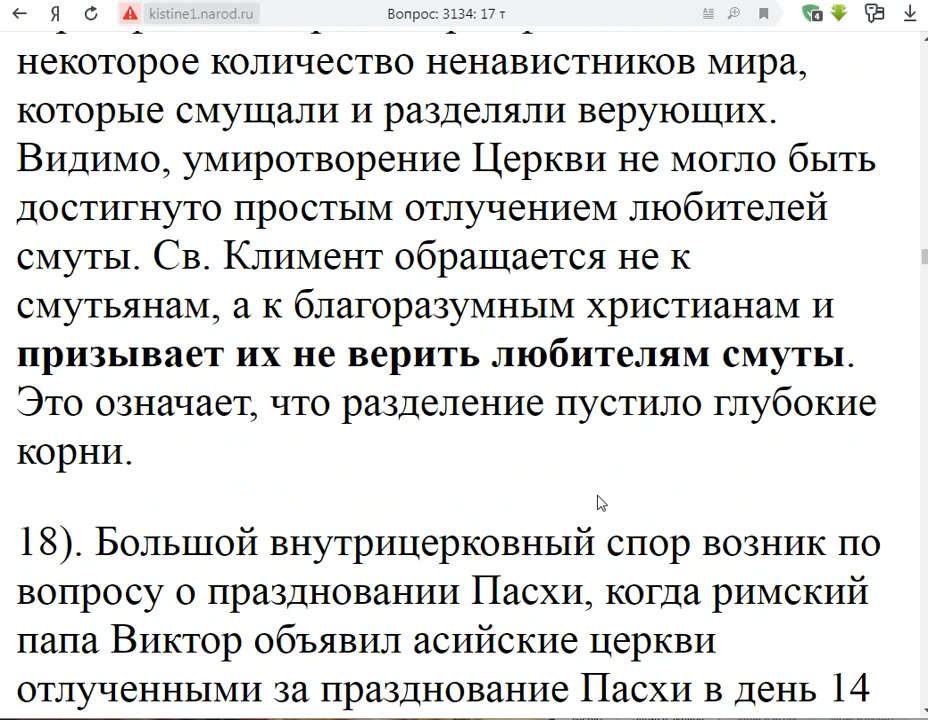 Я kistine1.narod.ru Вопрос: 3134: 17 т 4
некоторое количество ненавистников мира,
которые смущали и разделяли верующих.
Видимо, умиротворение Церкви не могло быть
достигнуто простым отлучением любителей
смуты. Св. Климент обращается не к
смутьянам, а к благоразумным христианам и
призывает их не верить любителям смуты.
Это означает, что разделение пустило глубокие
корни.
18). Большой внутрицерковный спор возник по
вопросу о праздновании Пасхи, когда римский
папа Виктор объявил асийские церкви
отлученными за празднование Пасхи в день 14